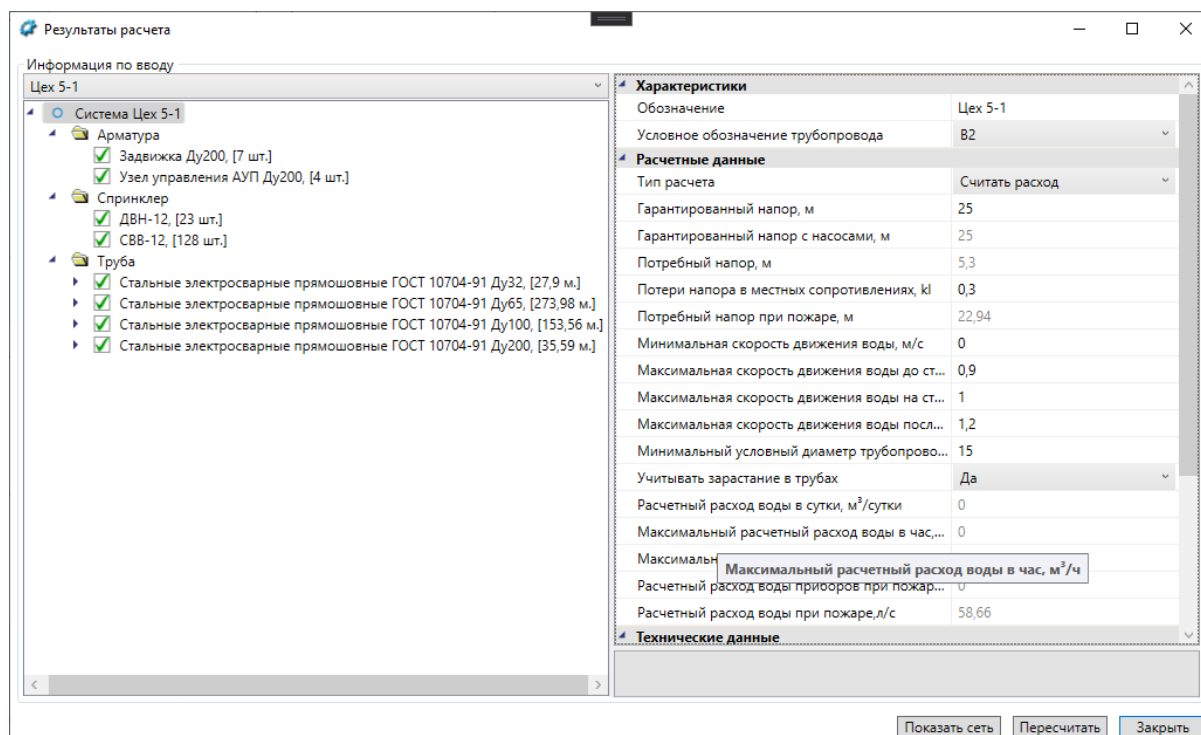 Результаты расчета
Информация по вводу
Цех 5-1
Система Цех 5-1
Арматура
Задвижка Ду200, [7 шт.]
Узел управления АУП Ду200, [4 шт.]
Спринклер
ДВН-12, [23 шт.]
СВВ-12, [128 шт.]
Труба
Стальные электросварные прямошовные ГОСТ 10704-91 Ду32, [27,9 м.]
Стальные электросварные прямошовные ГОСТ 10704-91 Ду65, [273,98 м.]
Стальные электросварные прямошовные ГОСТ 10704-91 Ду100, [153,56 м.]
Стальные электросварные прямошовные ГОСТ 10704-91 Ду200, [35,59 м.]
Характеристики
Обозначение Цех 5-1
Условное обозначение трубопровода В2
Расчетные данные
Тип расчета Считать расход
Гарантированный напор, м 25
Гарантированный напор с насосами, м 25
Потребный напор, м 5,3
Потери напора в местных сопротивлениях, kl 0,3
Потребный напор при пожаре, м 22,94
Минимальная скорость движения воды, м/с 0
Максимальная скорость движения воды до ст... 0,9
Максимальная скорость движения воды на ст... 1
Максимальная скорость движения воды посл... 1,2
Минимальный условный диаметр трубопрово... 15
Учитывать зарастание в трубах Да
Расчетный расход воды в сутки, м³/сутки 0
Максимальный расчетный расход воды в час,... 0
Максимальн
Максимальный расчетный расход воды в час, м³/ч
Расчетный расход воды приборов при пожар... 0
Расчетный расход воды при пожаре,л/с 58,66
Технические данные
Показать сеть Пересчитать Закрыть